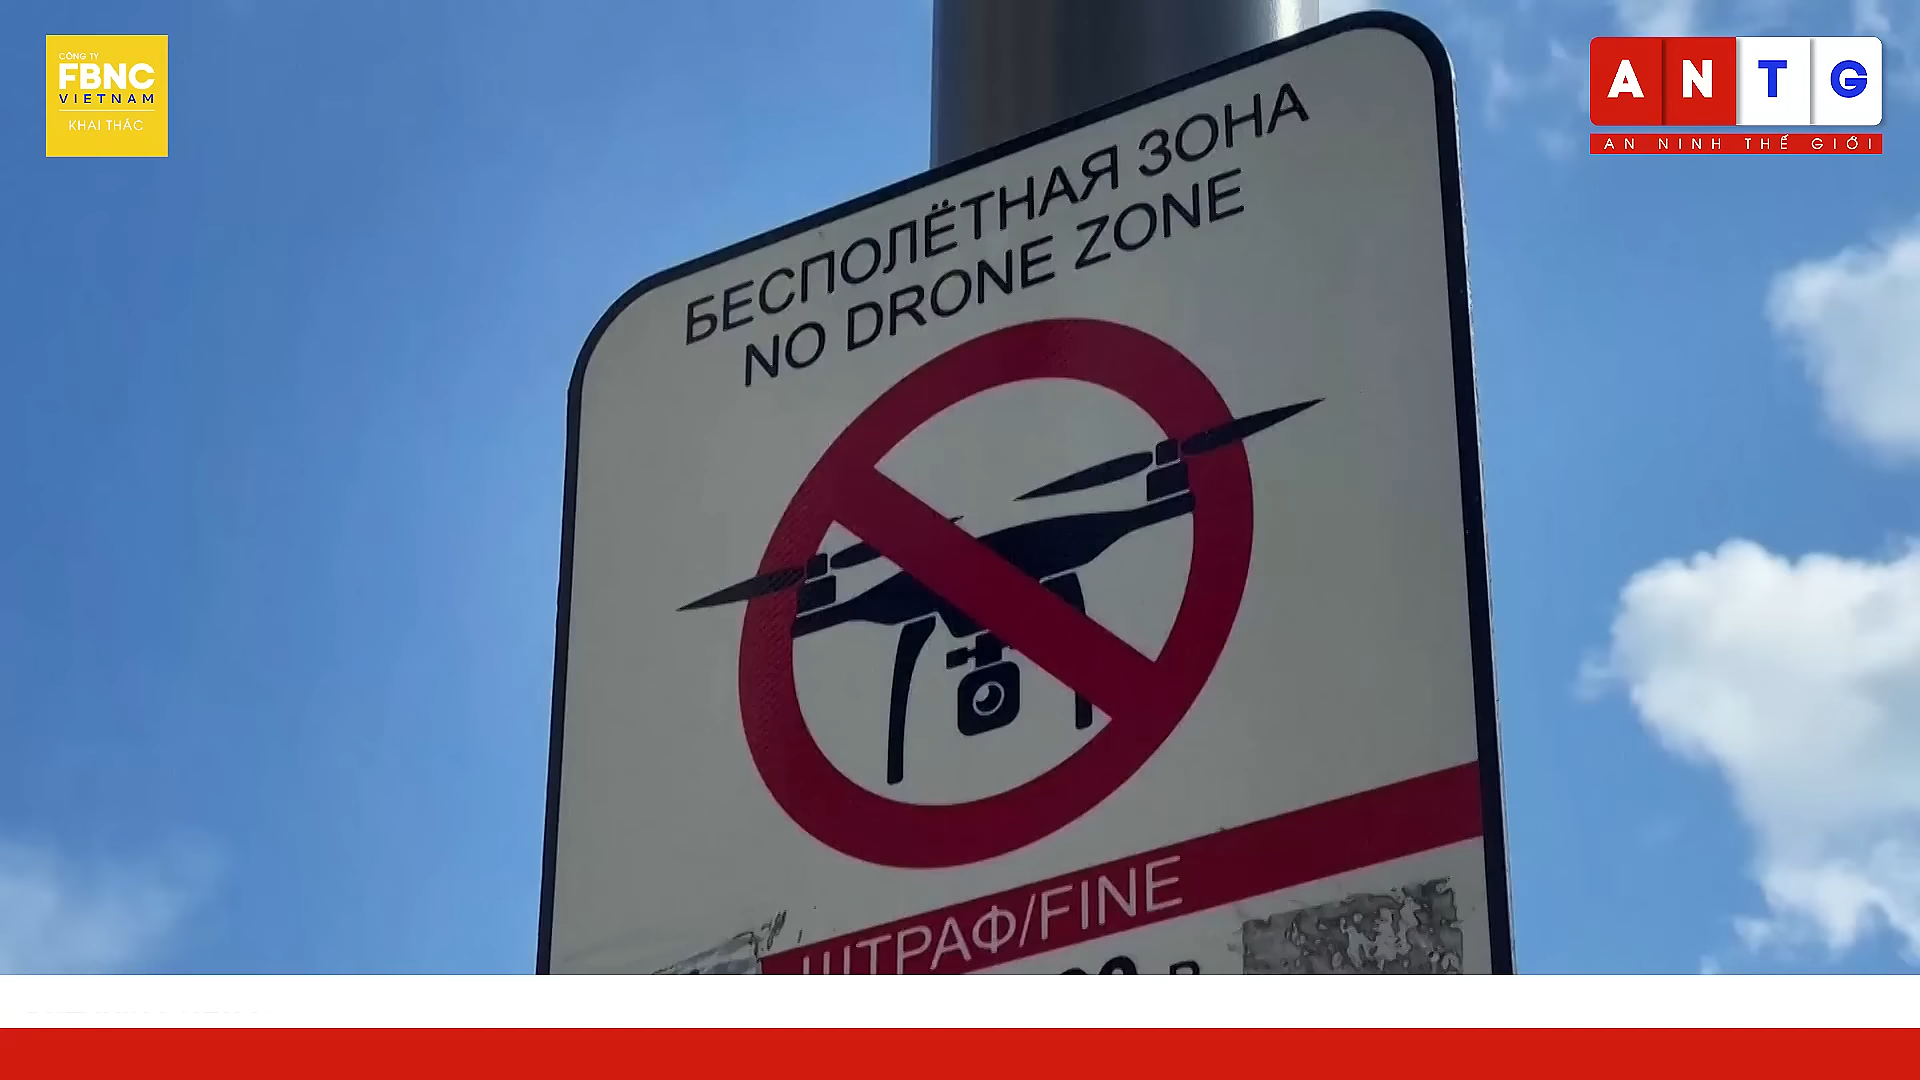 CÔNG TY
FBNC
VIETNAM
KHAI THÁC
ANTG
AN NINH THẾ GIỚI
БЕСПОЛЁТНАЯ ЗОНА
NO DRONE ZONE
ШТРАФ/FINE